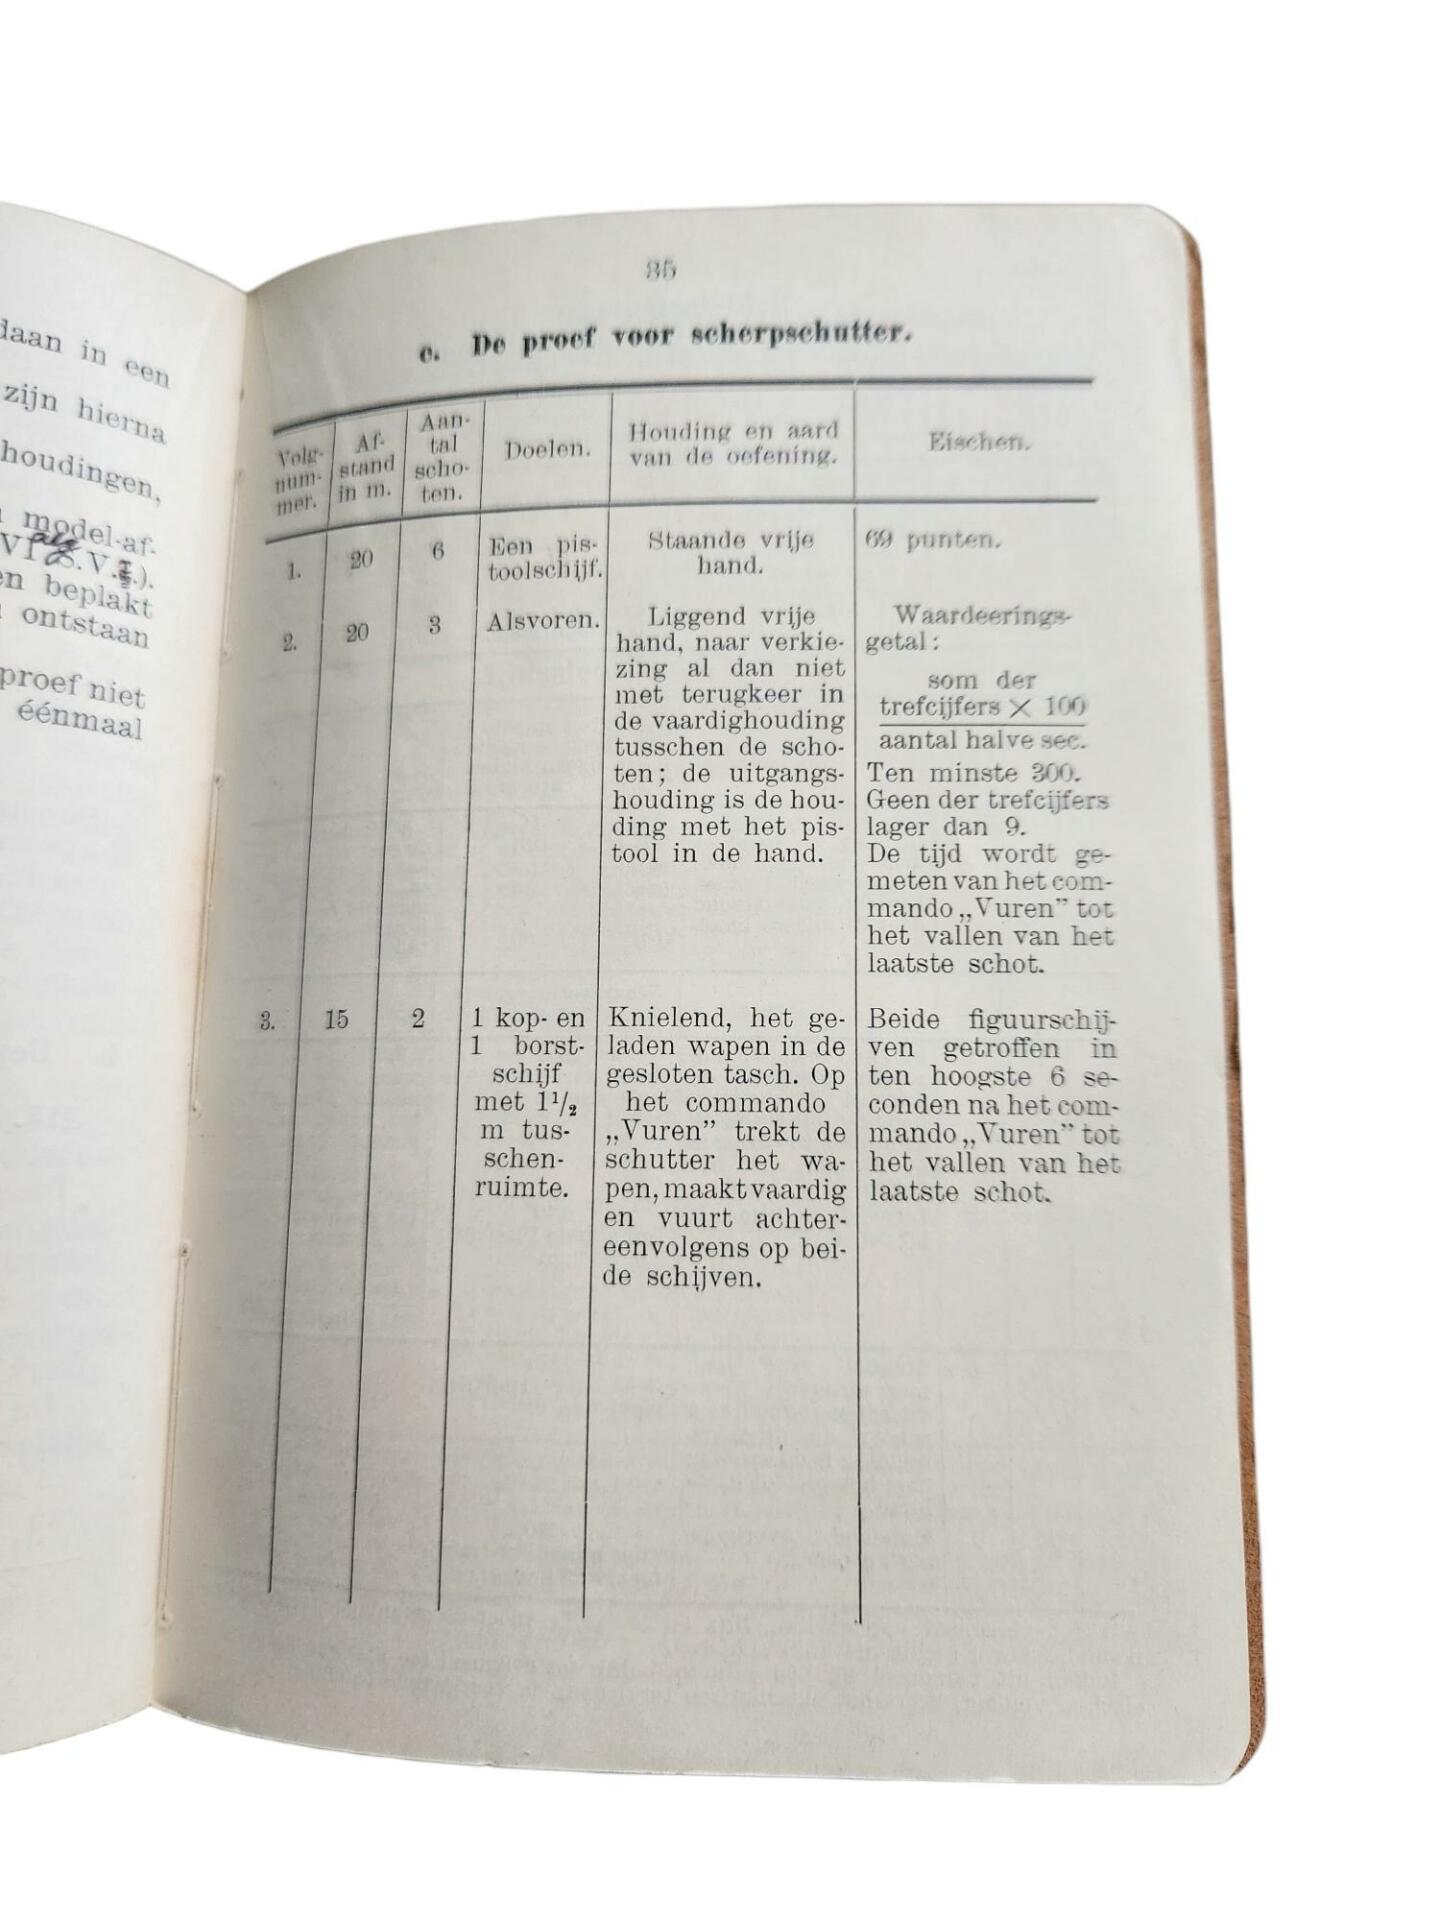 daan in een
zijn hierna
houdingen,
model-af-
V.
en beplakt
ontstaan
proef niet
éénmaal
35
c. De proef voor scherpschutter.
Volg-
num-
mer.
Af-
stand
in m.
Aan-
tal
scho-
ten.
Doelen.
Houding en aard
van de oefening.
Eischen.
1.
20
6
Een pis-
toolschijf.
Staande vrije
hand.
69 punten.
2.
20
3
Alsvoren.
Liggend vrije
hand, naar verkie-
zing al dan niet
met terugkeer in
de vaardighouding
tusschen de scho-
ten; de uitgangs-
houding is de hou-
ding met het pis-
tool in de hand.
Waardeerings-
getal:
som der
trefcijfers × 100
aantal halve sec.
Ten minste 300.
Geen der trefcijfers
lager dan 9.
De tijd wordt ge-
meten van het com-
mando „Vuren” tot
het vallen van het
laatste schot.
3.
15
2
1 kop- en
1 borst-
schijf
met 1½
m tus-
schen-
ruimte.
Knielend, het ge-
laden wapen in de
gesloten tasch. Op
het commando
„Vuren” trekt de
schutter het wa-
pen, maakt vaardig
en vuurt achter-
eenvolgens op bei-
de schijven.
Beide figuurschij-
ven getroffen in
ten hoogste 6 se-
conden na het com-
mando „Vuren” tot
het vallen van het
laatste schot.